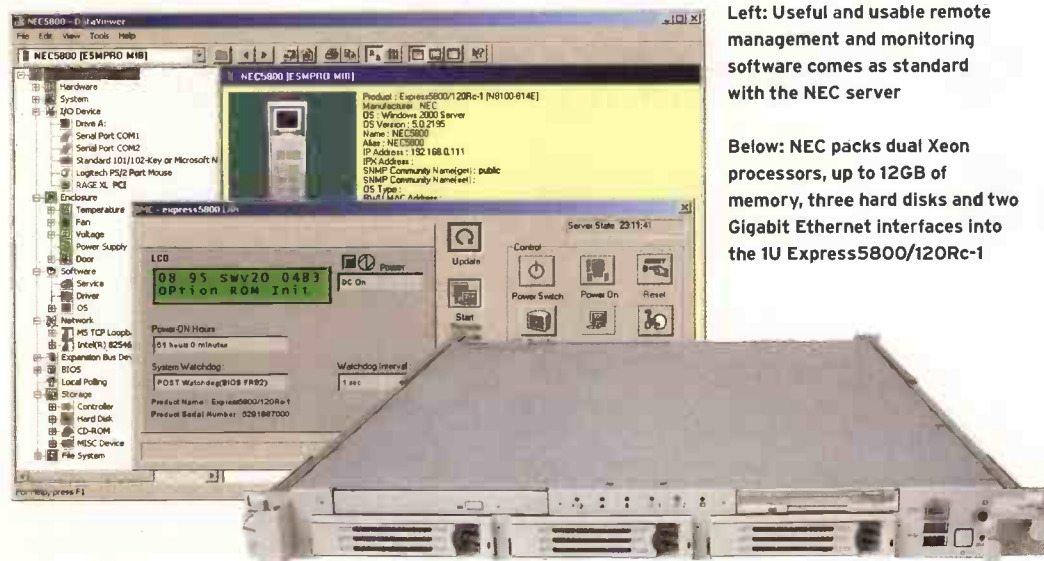 NEC5800 - DataViewer
File Edit View Tools Help
NEC5800 [ESMPRO MIB]
Hardware
System
I/O Device
Drive A:
Serial Port COM1
Serial Port COM2
Standard 101/102-Key or Microsoft N
Logitech PS/2 Port Mouse
RAGE XL PCI
Enclosure
Temperature
Fan
Voltage
Power Supply
Door
Software
Service
Driver
OS
Network
MS TCP Loopb
Intel(R) 82546
Expansion Bus Dev
BIOS
Local Polling
Storage
Controller
Hard Disk
CD-ROM
MISC Device
File System
For Help, press F1
NEC5800 [ESMPRO MIB]
Product : Express5800/120Rc-1 [N8100-814E]
Manufacturer : NEC
OS : Windows 2000 Server
OS Version : 5.0.2195
Name : NEC5800
Alias : NEC5800
IP Address : 192.168.0.111
IPX Address :
SNMP Community Name(get) : public
SNMP Community Name(set) :
OS Type :
MAC Address :
express5800 LAN
Server State 23:11:41
LCD
08 95 SWV20 0483
OPtion ROM Init
Power
DC On
Update
Start
Control
Power Switch
Power On
Reset
Power-ON Hours
61 hours 0 minutes
System Watchdog :
POST Watchdog(BIOS FRB2)
Watchdog Interval :
1 sec
Product Name : Express5800/120Rc-1
Product Serial Number 5291887000
Left: Useful and usable remote
management and monitoring
software comes as standard
with the NEC server
Below: NEC packs dual Xeon
processors, up to 12GB of
memory, three hard disks and two
Gigabit Ethernet interfaces into
the 1U Express5800/120Rc-1